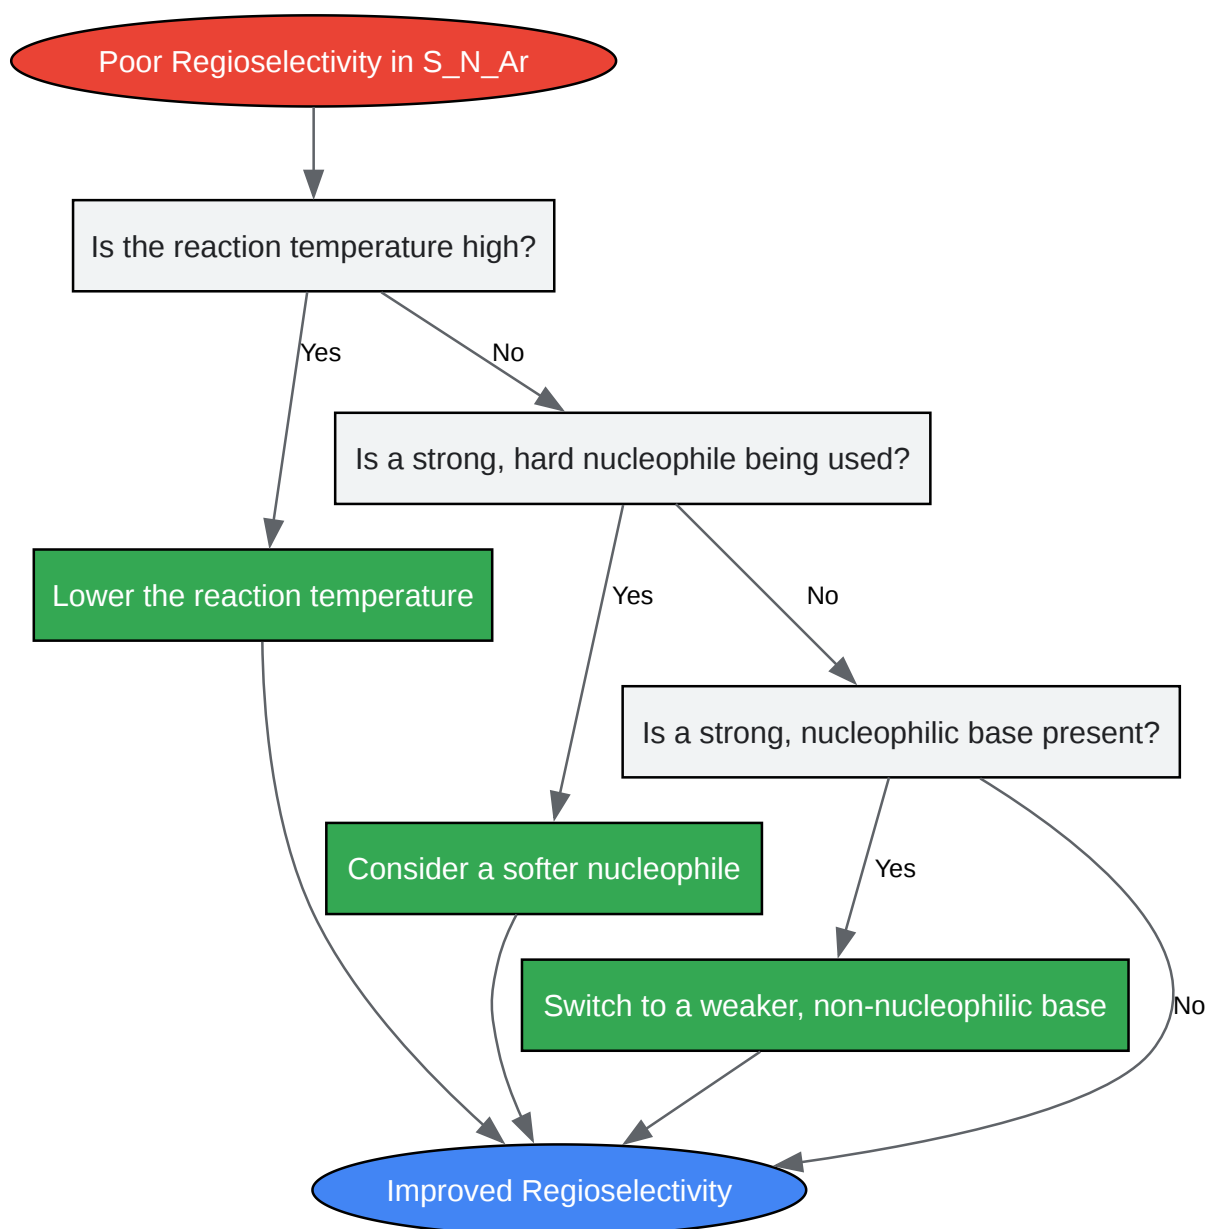 Poor Regioselectivity in S_N_Ar
Is the reaction temperature high?
Yes
No
Is a strong, hard nucleophile being used?
Lower the reaction temperature
Yes
No
Is a strong, nucleophilic base present?
Consider a softer nucleophile
Yes
Switch to a weaker, non-nucleophilic base
No
Improved Regioselectivity